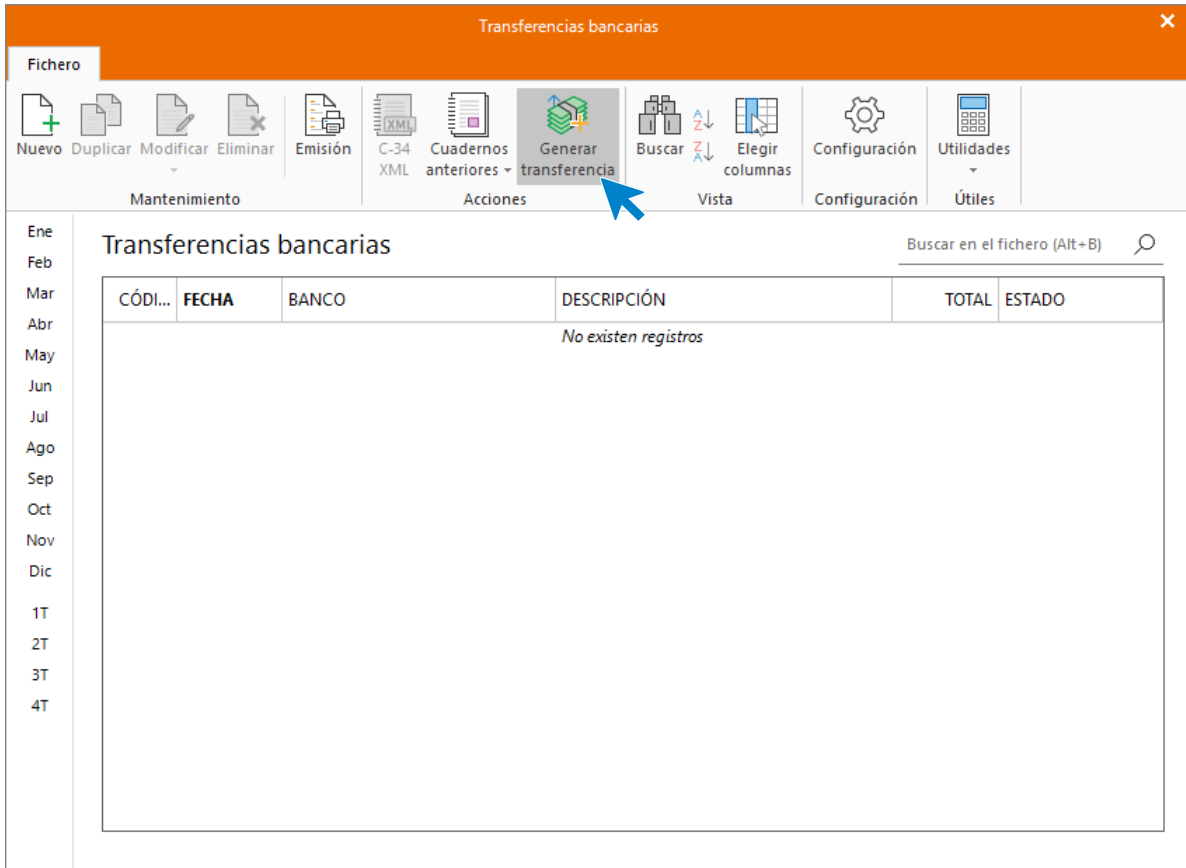 Transferencias bancarias
Fichero
Nuevo Duplicar Modificar Eliminar Emisión C-34 XML Cuadernos anteriores Generar transferencia Buscar Elegir columnas Configuración Utilidades
Mantenimiento Acciones Vista Configuración Útiles
Ene
Feb
Mar
Abr
May
Jun
Jul
Ago
Sep
Oct
Nov
Dic
1T
2T
3T
4T
Transferencias bancarias
Buscar en el fichero (Alt+B)
CÓDI... FECHA BANCO DESCRIPCIÓN TOTAL ESTADO
No existen registros